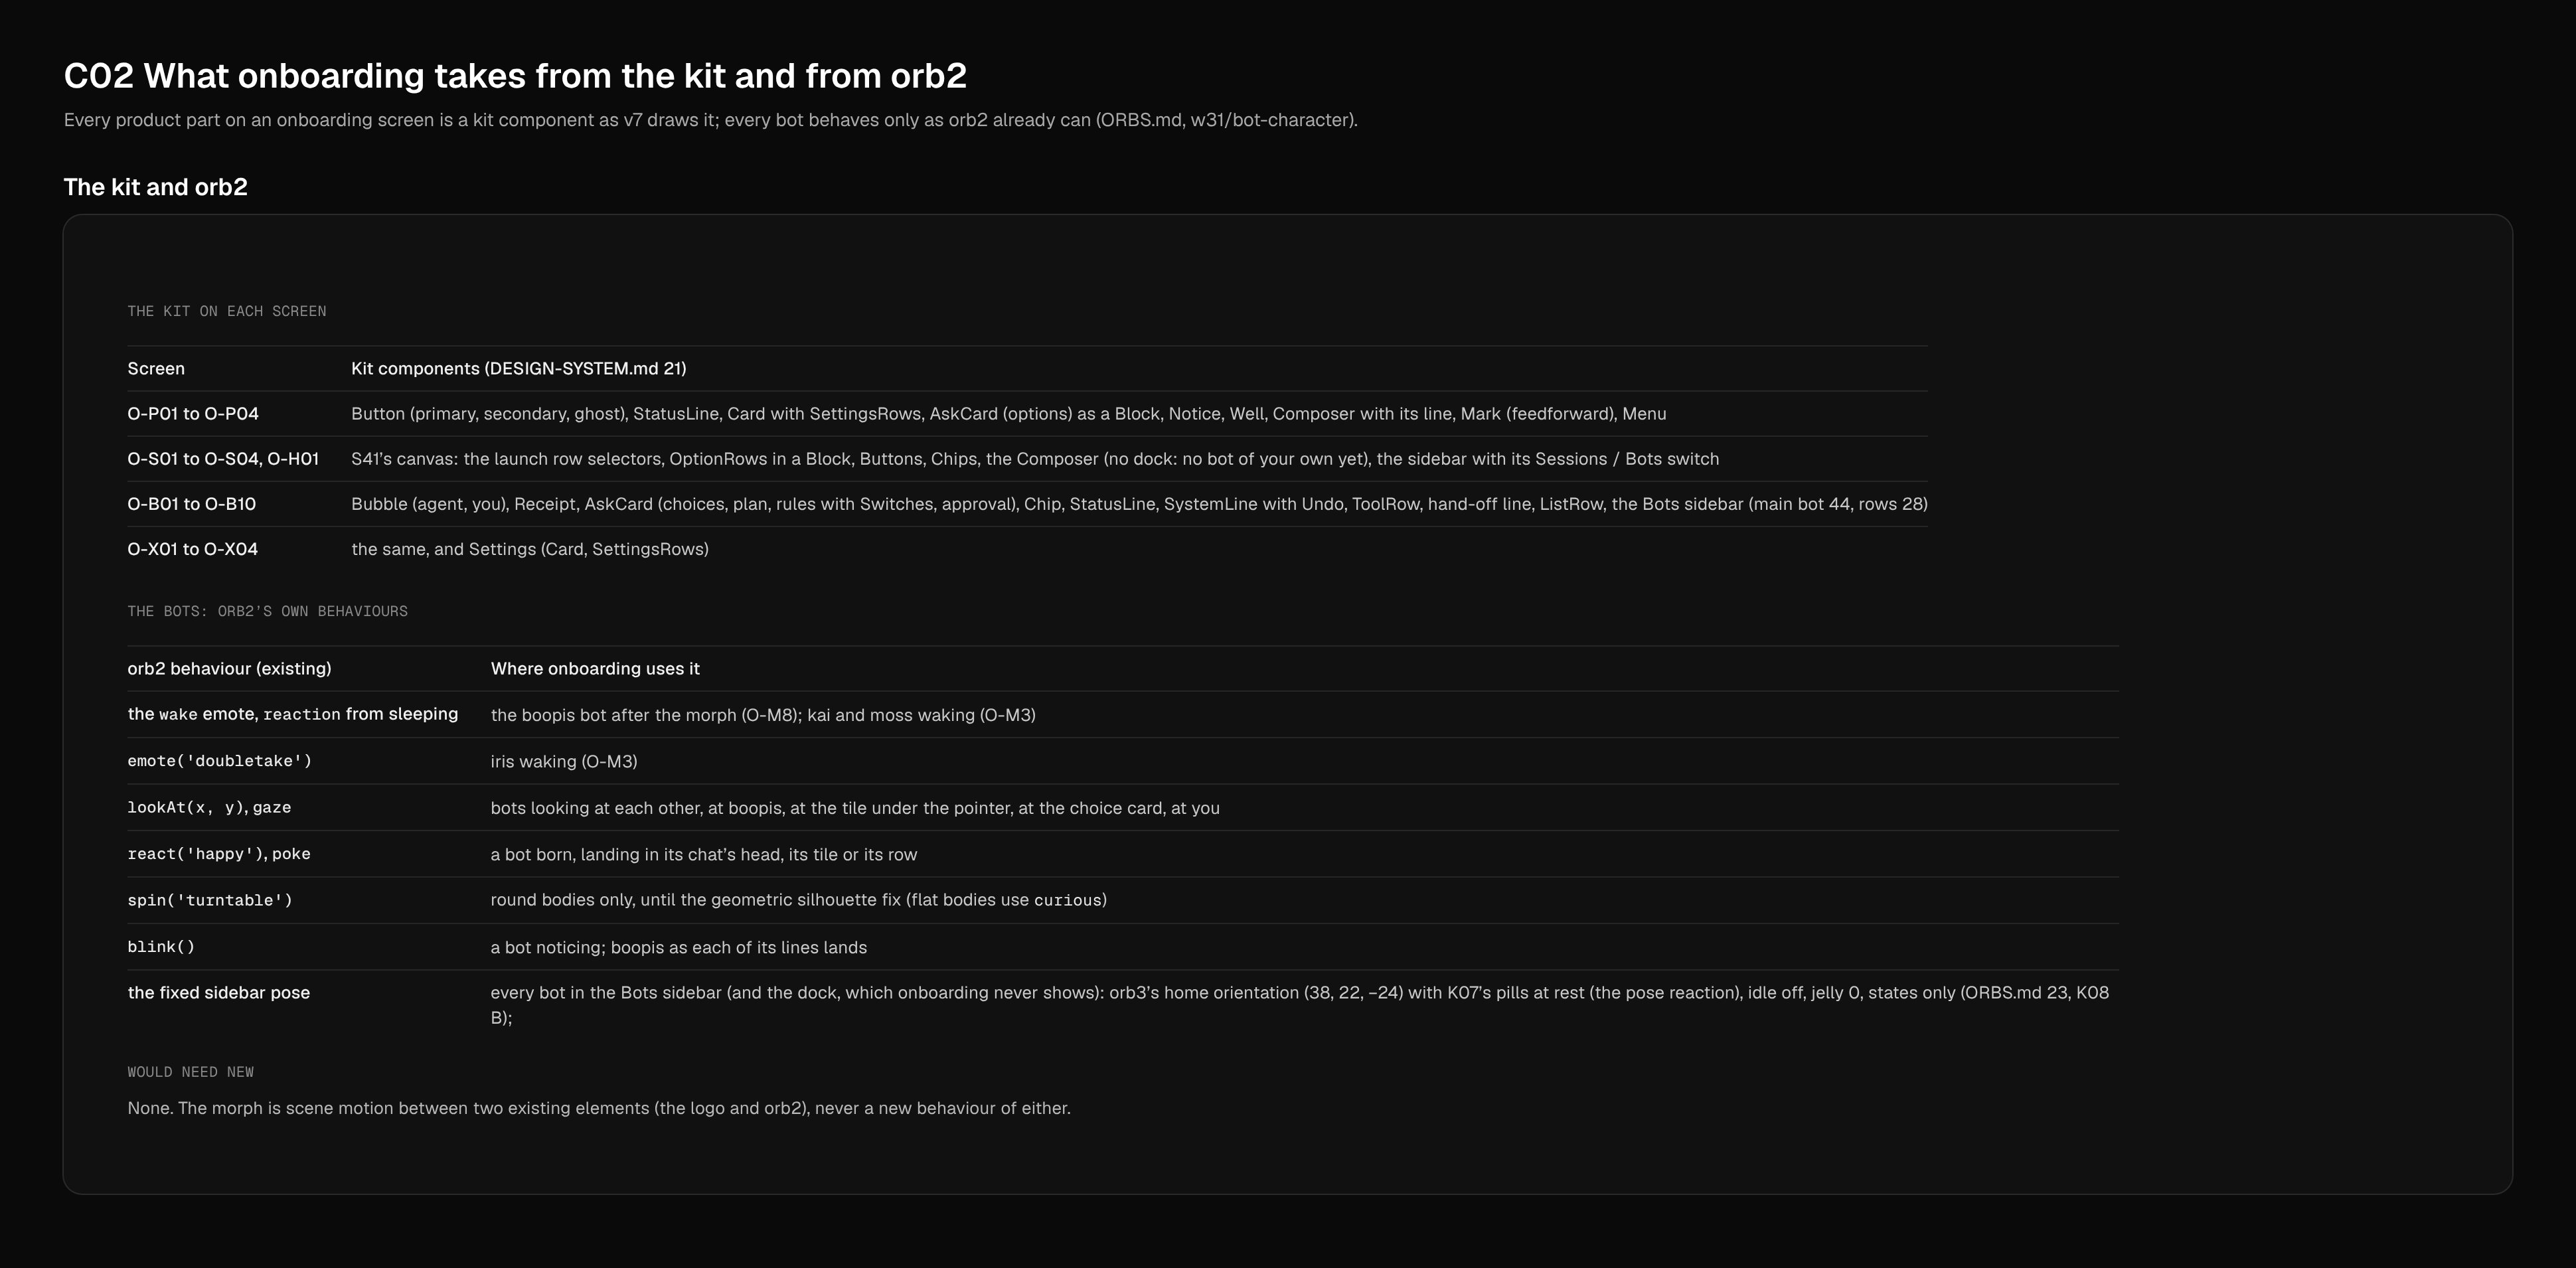 C02 What onboarding takes from the kit and from orb2
Every product part on an onboarding screen is a kit component as v7 draws it; every bot behaves only as orb2 already can (ORBS.md, w31/bot-character).
The kit and orb2
THE KIT ON EACH SCREEN
Screen Kit components (DESIGN-SYSTEM.md 21)
O-P01 to O-P04 Button (primary, secondary, ghost), StatusLine, Card with SettingsRows, AskCard (options) as a Block, Notice, Well, Composer with its line, Mark (feedforward), Menu
O-S01 to O-S04, O-H01 S41’s canvas: the launch row selectors, OptionRows in a Block, Buttons, Chips, the Composer (no dock: no bot of your own yet), the sidebar with its Sessions / Bots switch
O-B01 to O-B10 Bubble (agent, you), Receipt, AskCard (choices, plan, rules with Switches, approval), Chip, StatusLine, SystemLine with Undo, ToolRow, hand-off line, ListRow, the Bots sidebar (main bot 44, rows 28)
O-X01 to O-X04 the same, and Settings (Card, SettingsRows)
THE BOTS: ORB2'S OWN BEHAVIOURS
orb2 behaviour (existing) Where onboarding uses it
the wake emote, reaction from sleeping the boopis bot after the morph (O-M8); kai and moss waking (O-M3)
emote('doubletake') iris waking (O-M3)
lookAt(x, y), gaze bots looking at each other, at boopis, at the tile under the pointer, at the choice card, at you
react('happy'), poke a bot born, landing in its chat’s head, its tile or its row
spin('turntable') round bodies only, until the geometric silhouette fix (flat bodies use curious)
blink() a bot noticing; boopis as each of its lines lands
the fixed sidebar pose every bot in the Bots sidebar (and the dock, which onboarding never shows): orb3’s home orientation (38, 22, −24) with K07’s pills at rest (the pose reaction), idle off, jelly 0, states only (ORBS.md 23, K08
B);
WOULD NEED NEW
None. The morph is scene motion between two existing elements (the logo and orb2), never a new behaviour of either.